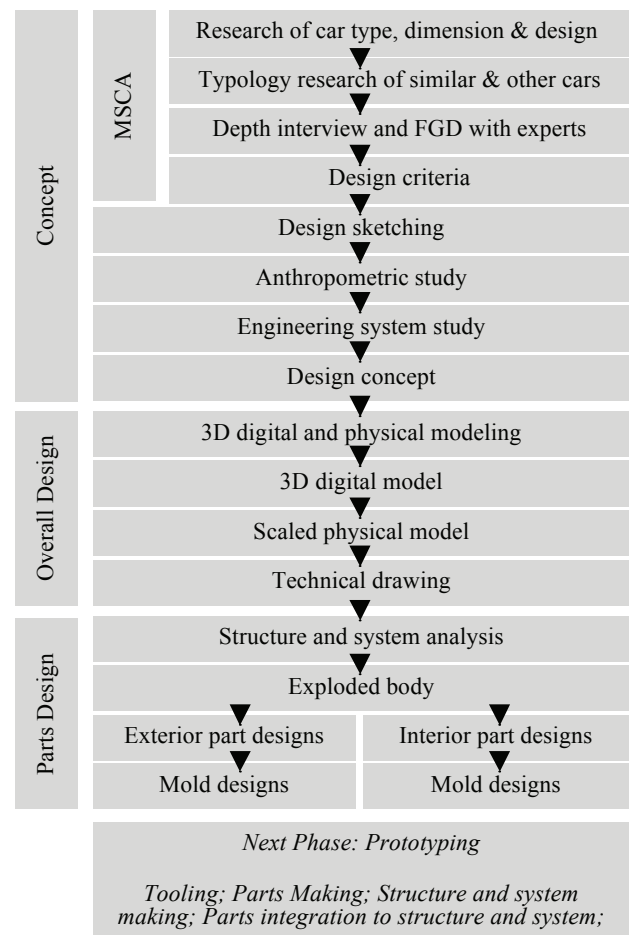 Concept
MSCA
Research of car type, dimension & design
Typology research of similar & other cars
Depth interview and FGD with experts
Design criteria
Design sketching
Anthropometric study
Engineering system study
Design concept
Overall Design
3D digital and physical modeling
3D digital model
Scaled physical model
Technical drawing
Parts Design
Structure and system analysis
Exploded body
Exterior part designs
Interior part designs
Mold designs
Mold designs
Next Phase: Prototyping
Tooling; Parts Making; Structure and system
making; Parts integration to structure and system;